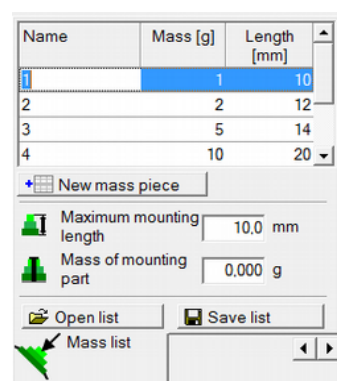 Name Mass [g] Length
[mm]
1 1 10
2 2 12
3 5 14
4 10 20
New mass piece
Maximum mounting
length 10,0 mm
Mass of mounting
part 0,000 g
Open list Save list
Mass list